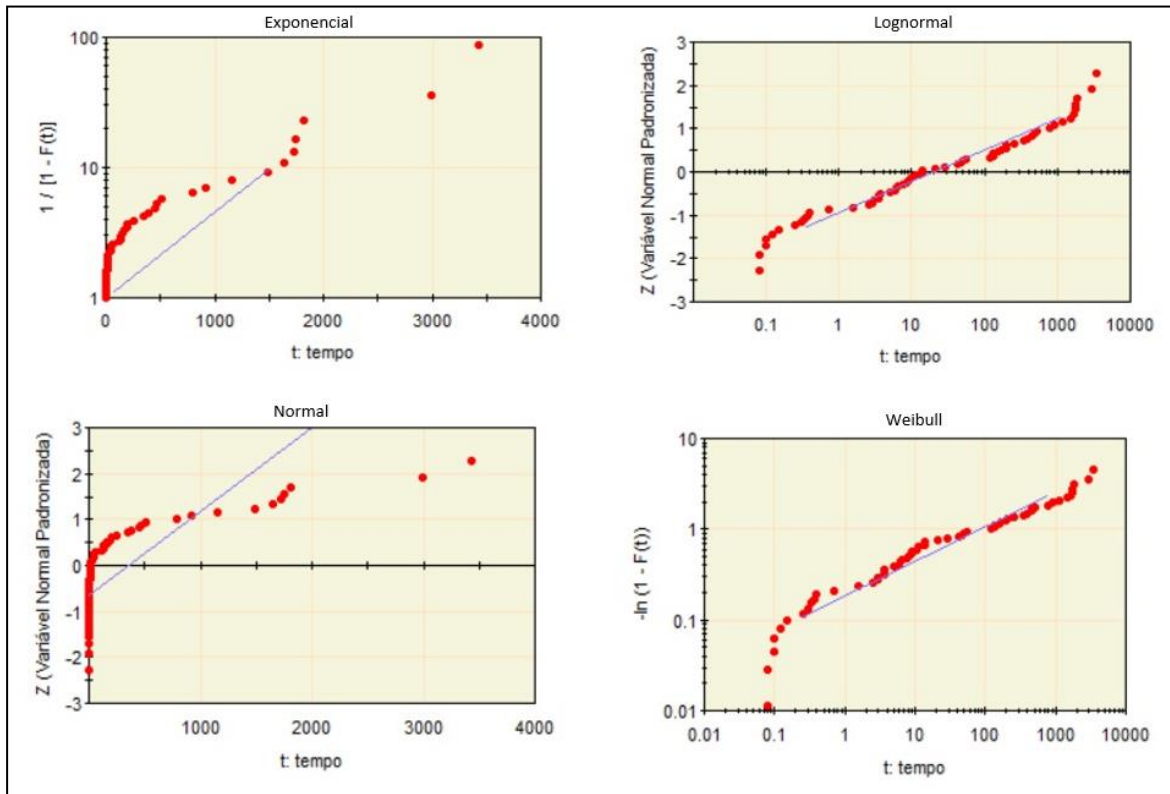 Exponencial
1 / [1 - F(t)]
100
10
1
0 1000 2000 3000 4000
t: tempo
Lognormal
Z (Variável Normal Padronizada)
3
2
1
0
-1
-2
-3
0.1 1 10 100 1000 10000
t: tempo
Normal
Z (Variável Normal Padronizada)
3
2
1
0
-1
-2
-3
1000 2000 3000 4000
t: tempo
Weibull
-ln (1 - F(t))
10
1
0.1
0.01
0.01 0.1 1 10 100 1000 10000
t: tempo